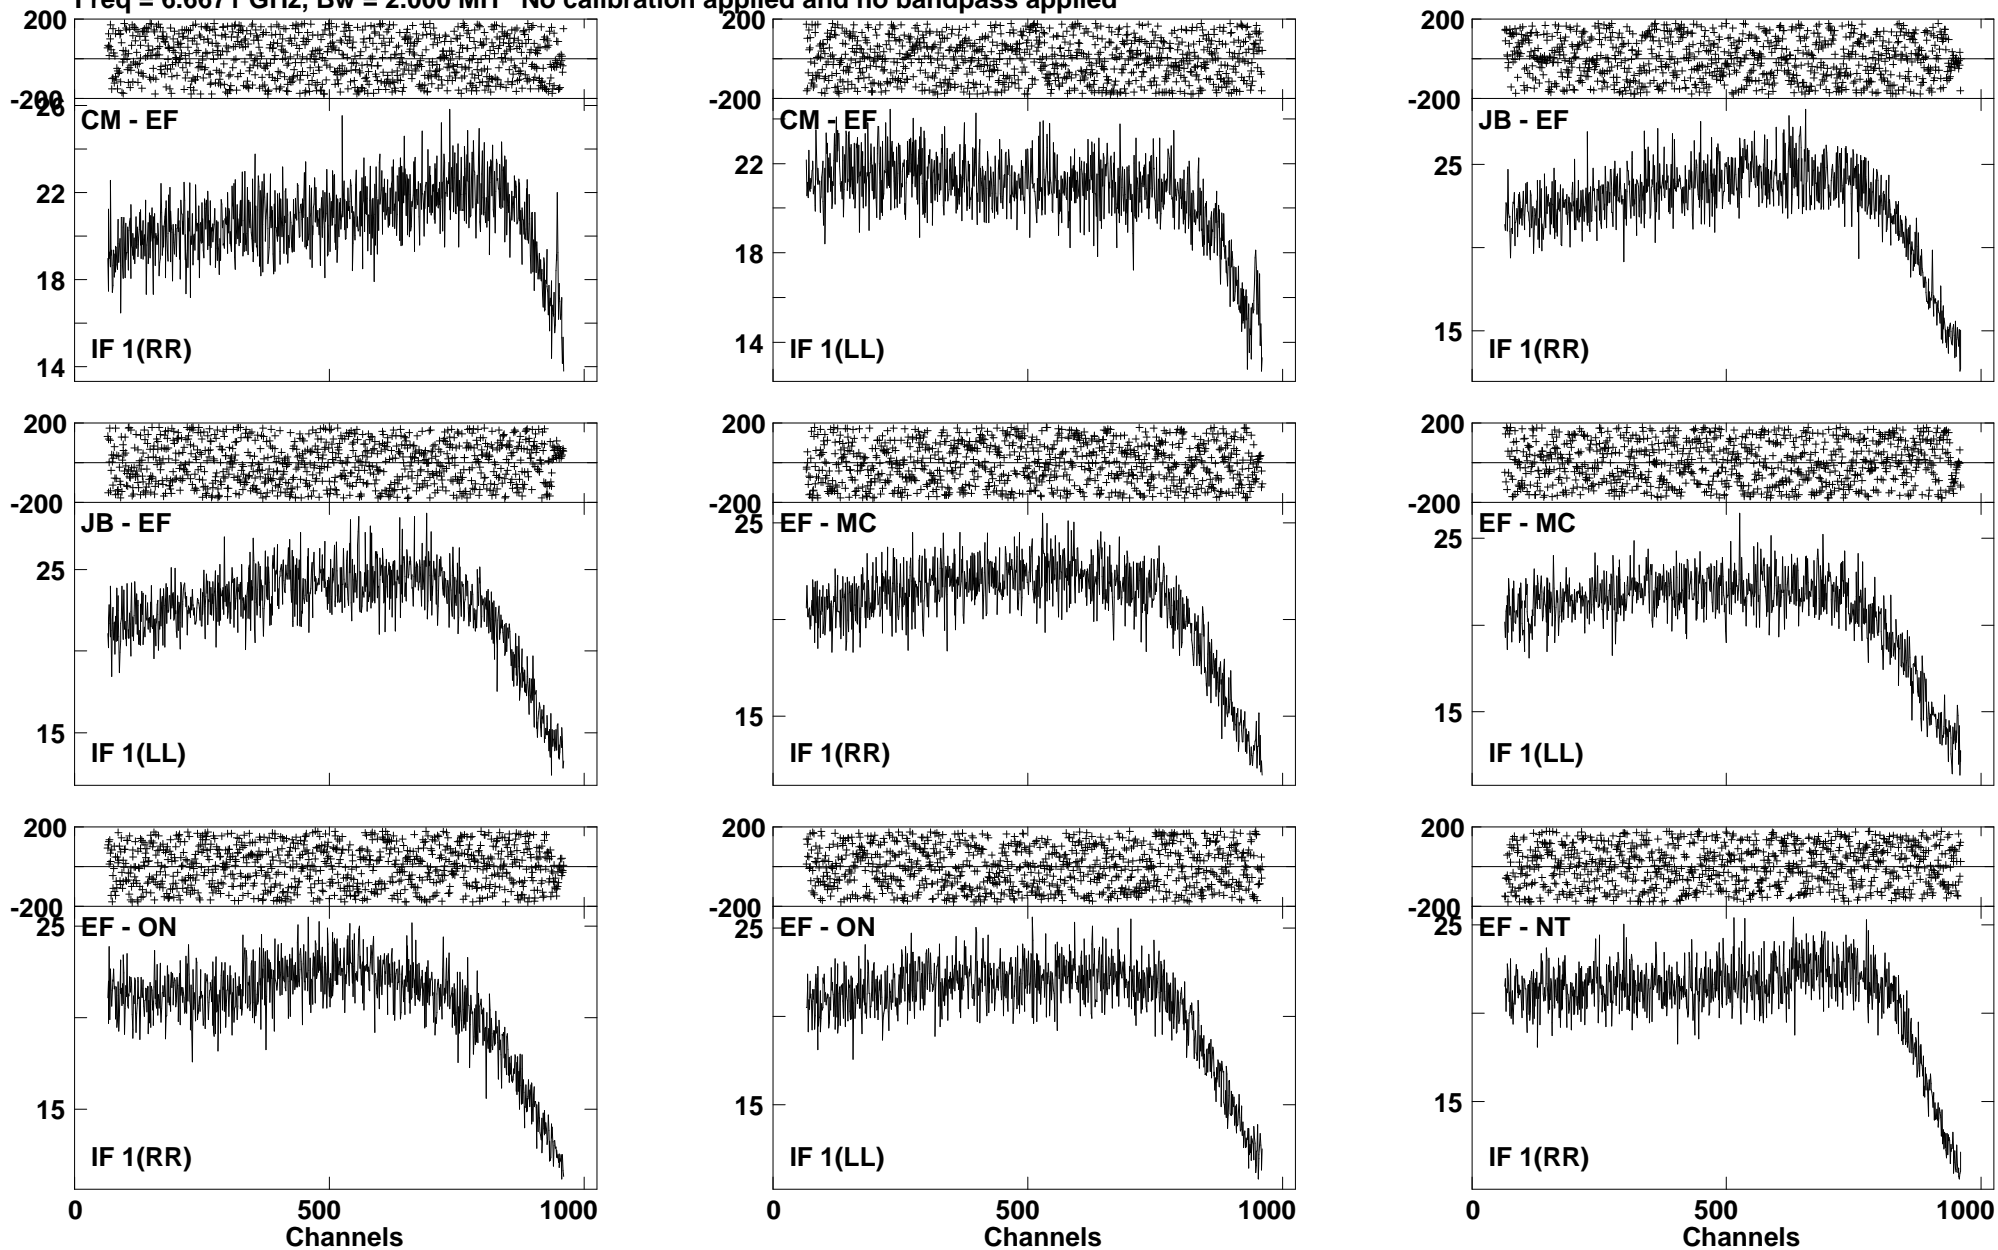 Freq = 6.6671 GHz, Bw = 2.000 MH No calibration applied and no bandpass applied
200
-200
26
22
18
14
CM - EF
IF 1(RR)
200
-200
22
18
14
CM - EF
IF 1(LL)
200
-200
25
15
JB - EF
IF 1(RR)
200
-200
25
15
JB - EF
IF 1(LL)
200
-200
25
15
EF - MC
IF 1(RR)
200
-200
25
15
EF - MC
IF 1(LL)
200
-200
25
15
EF - ON
IF 1(RR)
0 500 1000
Channels
200
-200
25
15
EF - ON
IF 1(LL)
0 500 1000
Channels
200
-200
25
15
EF - NT
IF 1(RR)
0 500 1000
Channels